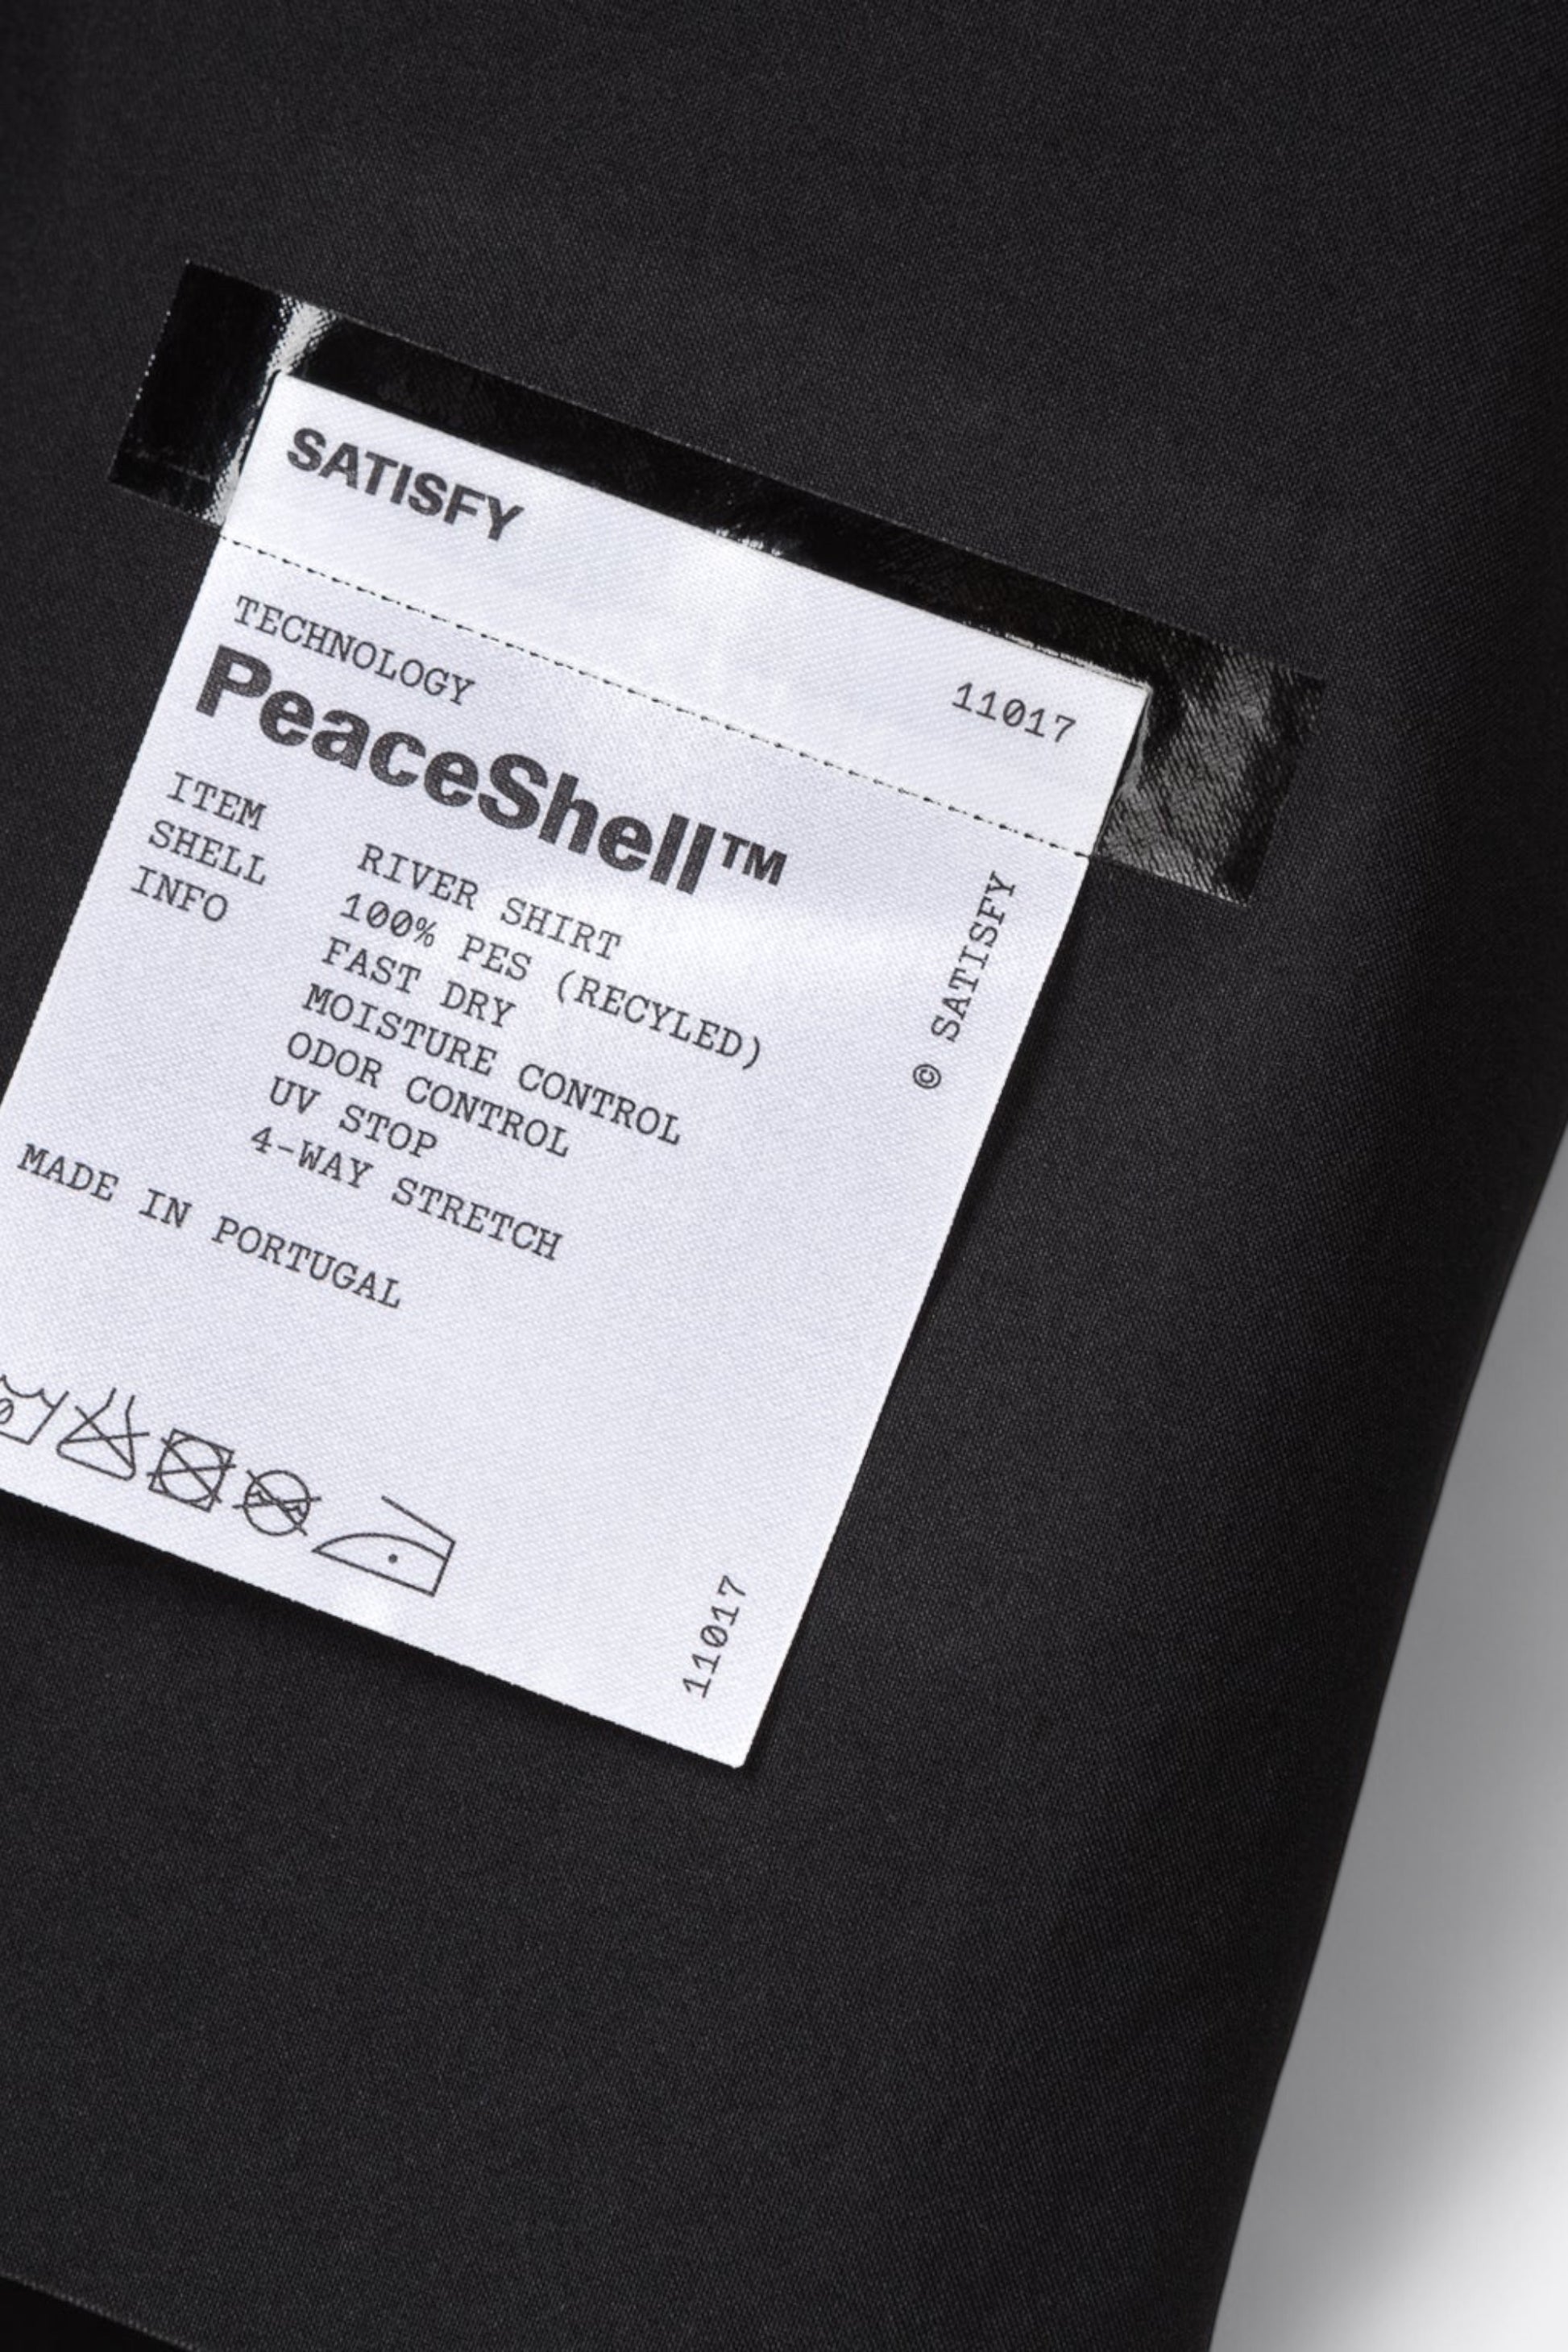 SATISFY
11017
TECHNOLOGY
PeaceShell™
ITEM RIVER SHIRT
SHELL 100% PES (RECYLED)
INFO FAST DRY
MOISTURE CONTROL
ODOR CONTROL
UV STOP
4-WAY STRETCH
MADE IN PORTUGAL
© SATISFY
11017